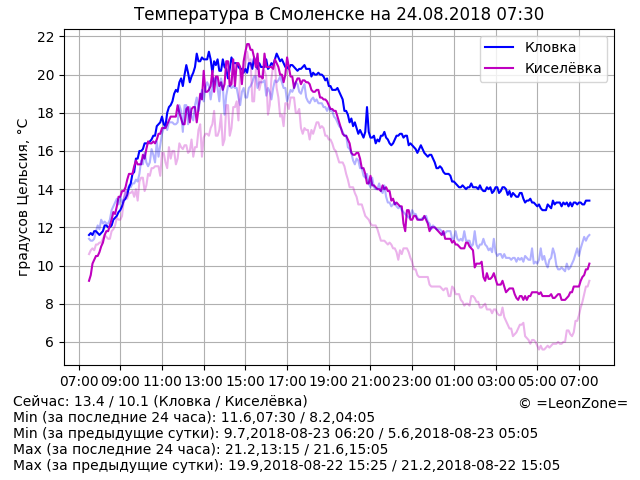 Температура в Смоленске на 24.08.2018 07:30
градусов Цельсия, °C
22
20
18
16
14
12
10
8
6
Кловка
Киселёвка
07:00 09:00 11:00 13:00 15:00 17:00 19:00 21:00 23:00 01:00 03:00 05:00 07:00
Сейчас: 13.4 / 10.1 (Кловка / Киселёвка)
© =LeonZone=
Min (за последние 24 часа): 11.6,07:30 / 8.2,04:05
Min (за предыдущие сутки): 9.7,2018-08-23 06:20 / 5.6,2018-08-23 05:05
Max (за последние 24 часа): 21.2,13:15 / 21.6,15:05
Max (за предыдущие сутки): 19.9,2018-08-22 15:25 / 21.2,2018-08-22 15:05